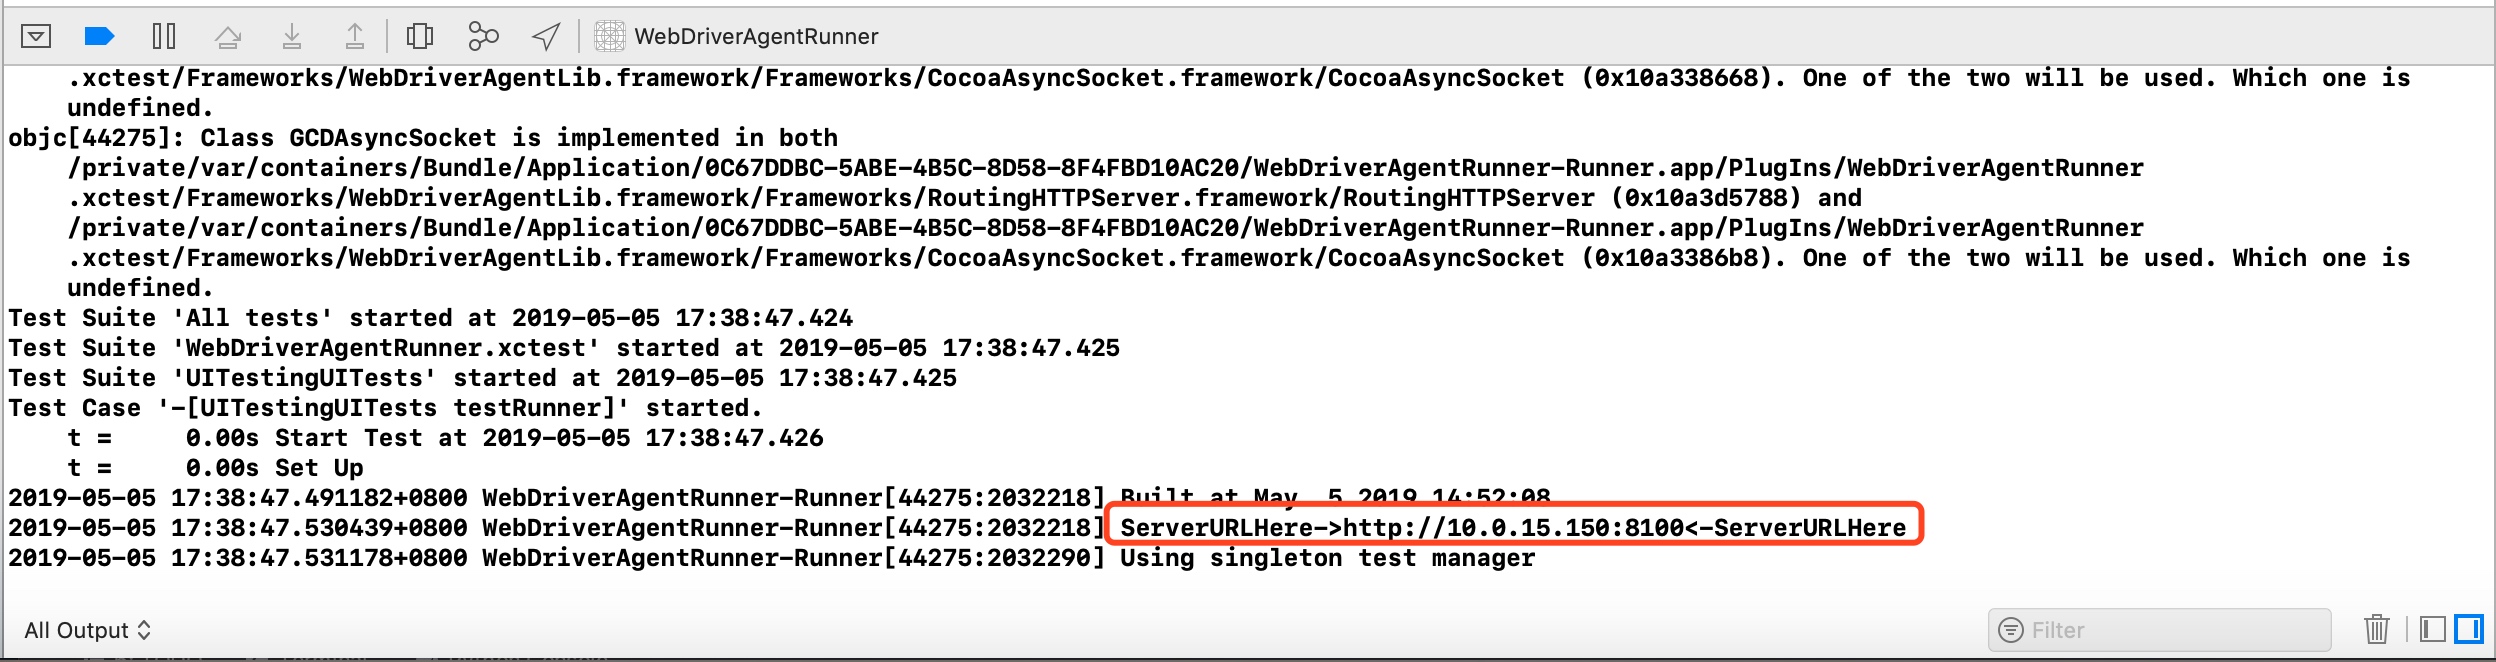 WebDriverAgentRunner
.xctest/Frameworks/WebDriverAgentLib.framework/Frameworks/CocoaAsyncSocket.framework/CocoaAsyncSocket (0x10a338668). One of the two will be used. Which one is
undefined.
objc[44275]: Class GCDAsyncSocket is implemented in both
/private/var/containers/Bundle/Application/0C67DDBC-5ABE-4B5C-8D58-8F4FBD10AC20/WebDriverAgentRunner-Runner.app/PlugIns/WebDriverAgentRunner
.xctest/Frameworks/WebDriverAgentLib.framework/Frameworks/RoutingHTTPServer.framework/RoutingHTTPServer (0x10a3d5788) and
/private/var/containers/Bundle/Application/0C67DDBC-5ABE-4B5C-8D58-8F4FBD10AC20/WebDriverAgentRunner-Runner.app/PlugIns/WebDriverAgentRunner
.xctest/Frameworks/WebDriverAgentLib.framework/Frameworks/CocoaAsyncSocket.framework/CocoaAsyncSocket (0x10a3386b8). One of the two will be used. Which one is
undefined.
Test Suite 'All tests' started at 2019-05-05 17:38:47.424
Test Suite 'WebDriverAgentRunner.xctest' started at 2019-05-05 17:38:47.425
Test Suite 'UITestingUITests' started at 2019-05-05 17:38:47.425
Test Case '-[UITestingUITests testRunner]' started.
t =     0.00s Start Test at 2019-05-05 17:38:47.426
t =     0.00s Set Up
2019-05-05 17:38:47.491182+0800 WebDriverAgentRunner-Runner[44275:2032218] Built at May  5 2019 14:52:08
2019-05-05 17:38:47.530439+0800 WebDriverAgentRunner-Runner[44275:2032218] ServerURLHere->http://10.0.15.150:8100<-ServerURLHere
2019-05-05 17:38:47.531178+0800 WebDriverAgentRunner-Runner[44275:2032290] Using singleton test manager
All Output
Filter